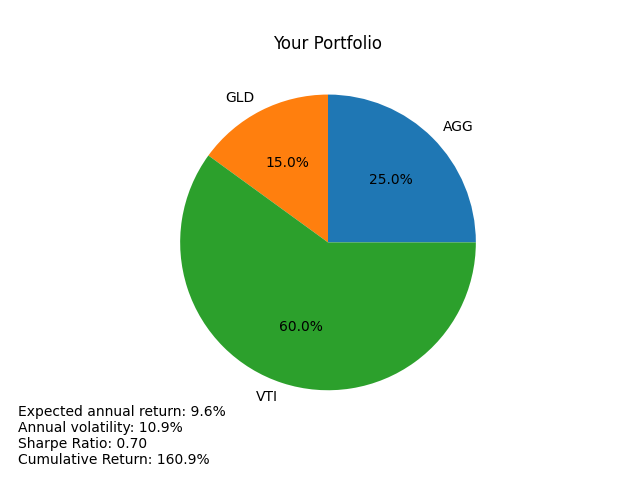 Your Portfolio
GLD
AGG
15.0%
25.0%
60.0%
VTI
Expected annual return: 9.6%
Annual volatility: 10.9%
Sharpe Ratio: 0.70
Cumulative Return: 160.9%